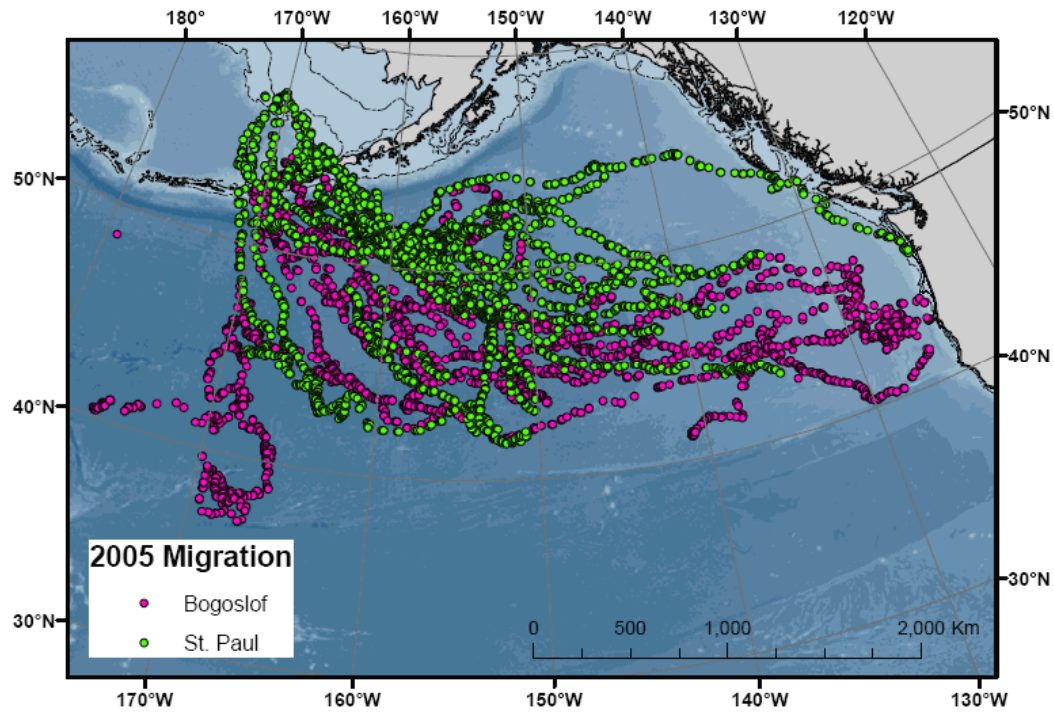 180° 170°W 160°W 150°W 140°W 130°W 120°W
50°N
50°N
40°N
40°N
2005 Migration
30°N
Bogoslof
30°N
0 500 1,000 2,000 Km
St. Paul
170°W 160°W 150°W 140°W 130°W